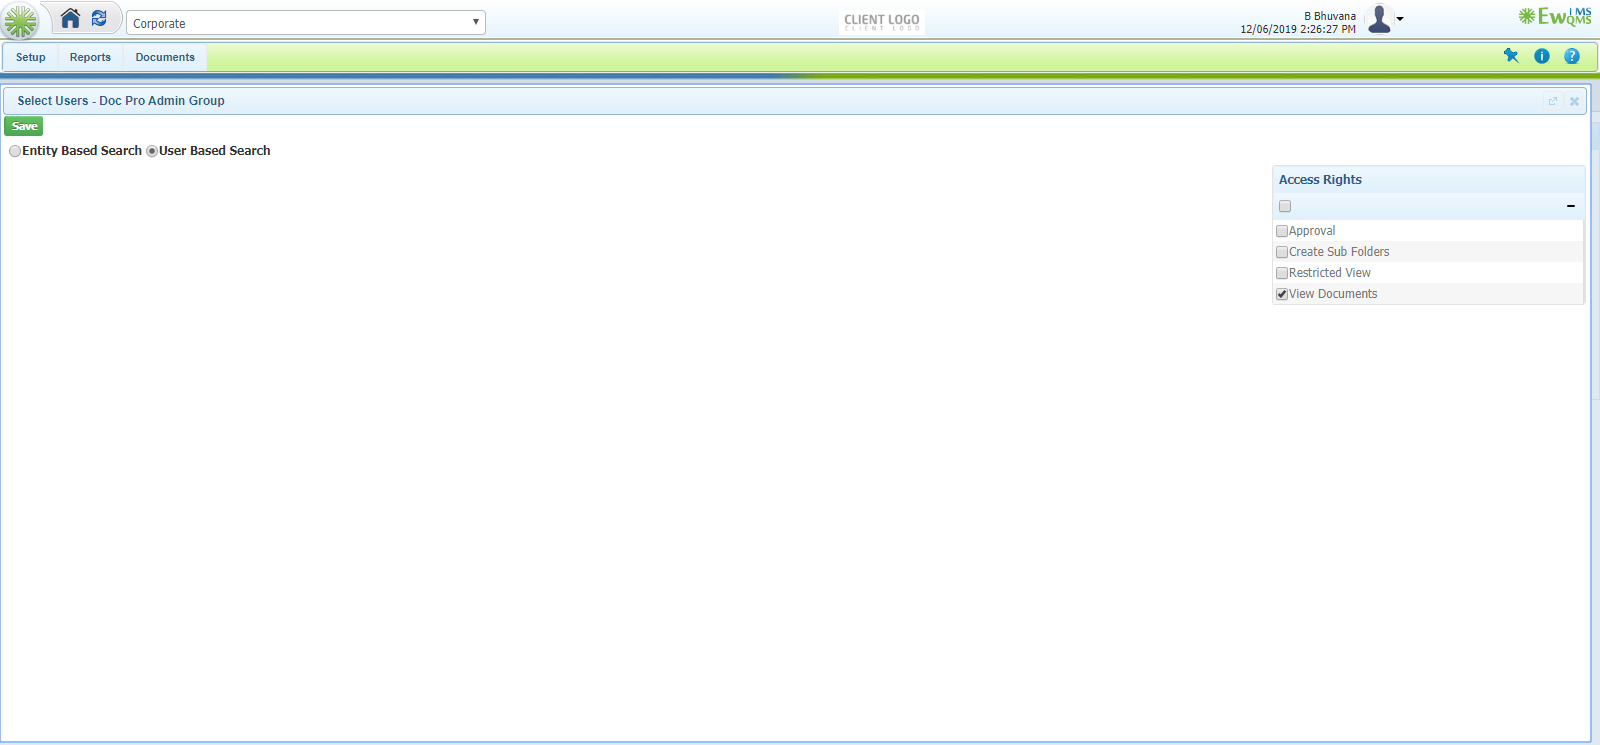 Corporate
CLIENT LOGO
CLIENT LOGO
B Bhuvana
12/06/2019 2:26:27 PM
EwQIMS
Setup Reports Documents
Select Users - Doc Pro Admin Group
Save
Entity Based Search User Based Search
Access Rights
Approval
Create Sub Folders
Restricted View
View Documents